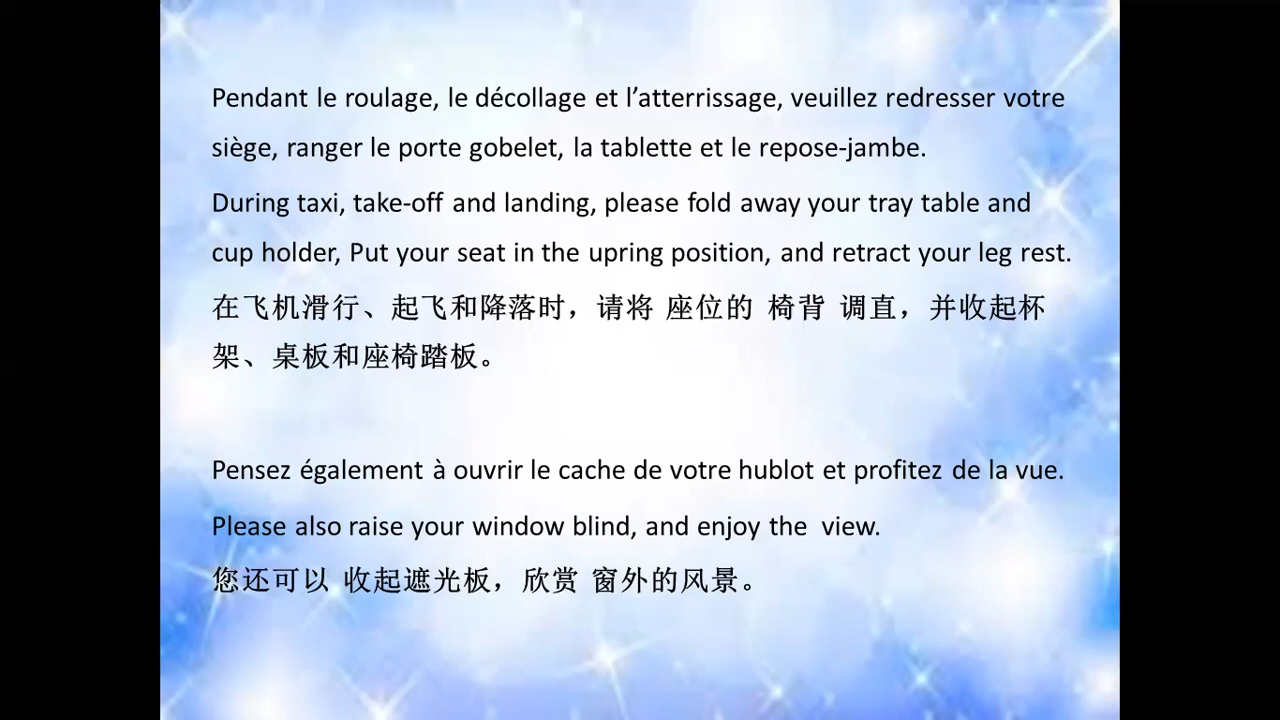 Pendant le roulage, le décollage et l’atterrissage, veuillez redresser votre
siège, ranger le porte gobelet, la tablette et le repose-jambe.
During taxi, take-off and landing, please fold away your tray table and
cup holder, Put your seat in the upring position, and retract your leg rest.
在飞机滑行、起飞和降落时，请将 座位的 椅背 调直，并收起杯
架、桌板和座椅踏板。
Pensez également à ouvrir le cache de votre hublot et profitez de la vue.
Please also raise your window blind, and enjoy the view.
您还可以 收起遮光板，欣赏 窗外的风景。